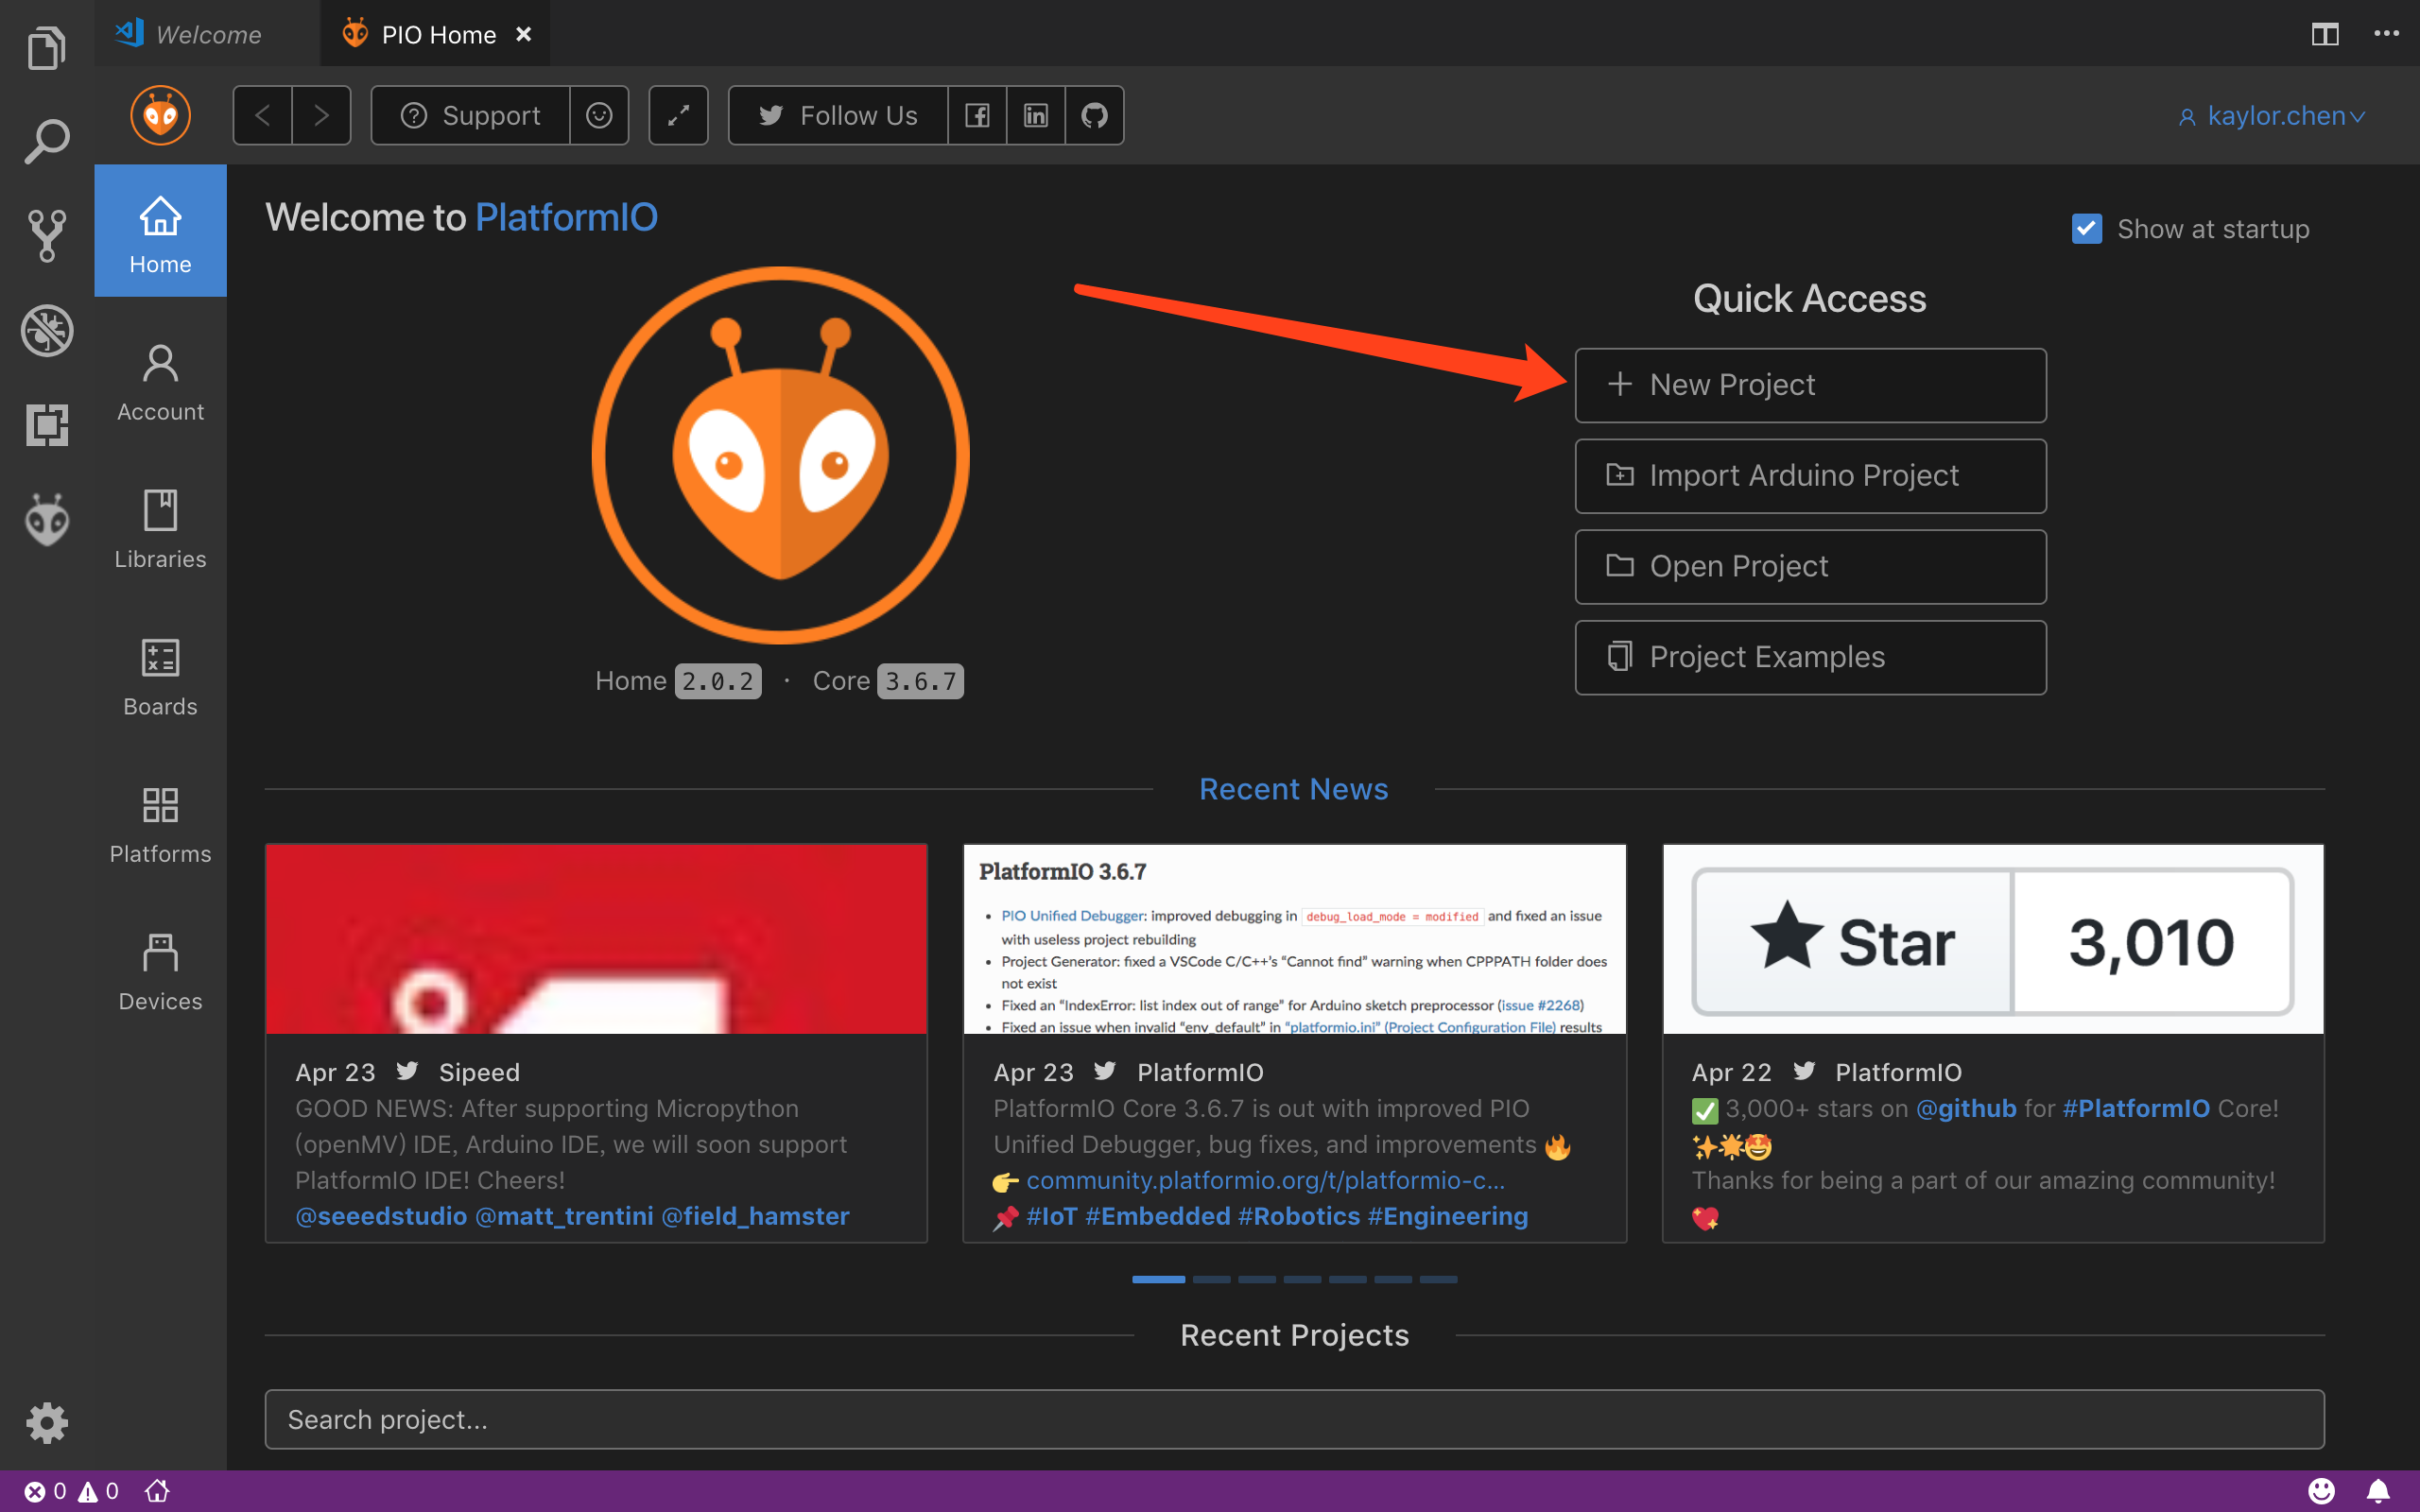 Welcome
PIO Home
Support
Follow Us
kaylor.chen
Home
Account
Libraries
Boards
Platforms
Devices
Welcome to PlatformIO
Show at startup
Home 2.0.2 · Core 3.6.7
Quick Access
New Project
Import Arduino Project
Open Project
Project Examples
Recent News
Apr 23 Sipeed
GOOD NEWS: After supporting Micropython
(openMV) IDE, Arduino IDE, we will soon support
PlatformIO IDE! Cheers!
@seeedstudio @matt_trentini @field_hamster
PlatformIO 3.6.7
• PIO Unified Debugger: improved debugging in debug_load_mode = modified and fixed an issue
with useless project rebuilding
• Project Generator: fixed a VSCode C/C++'s "Cannot find" warning when CPPPATH folder does
not exist
• Fixed an "IndexError: list index out of range" for Arduino sketch preprocessor (issue #2268)
• Fixed an issue when invalid "env_default" in "platformio.ini" (Project Configuration File) results
Apr 23 PlatformIO
PlatformIO Core 3.6.7 is out with improved PIO
Unified Debugger, bug fixes, and improvements 🔥
👉 community.platformio.org/t/platformio-c...
📌 #IoT #Embedded #Robotics #Engineering
Star 3,010
Apr 22 PlatformIO
✅ 3,000+ stars on @github for #PlatformIO Core!
✨🌟🤩
Thanks for being a part of our amazing community!
💖
Recent Projects
Search project...
0 0